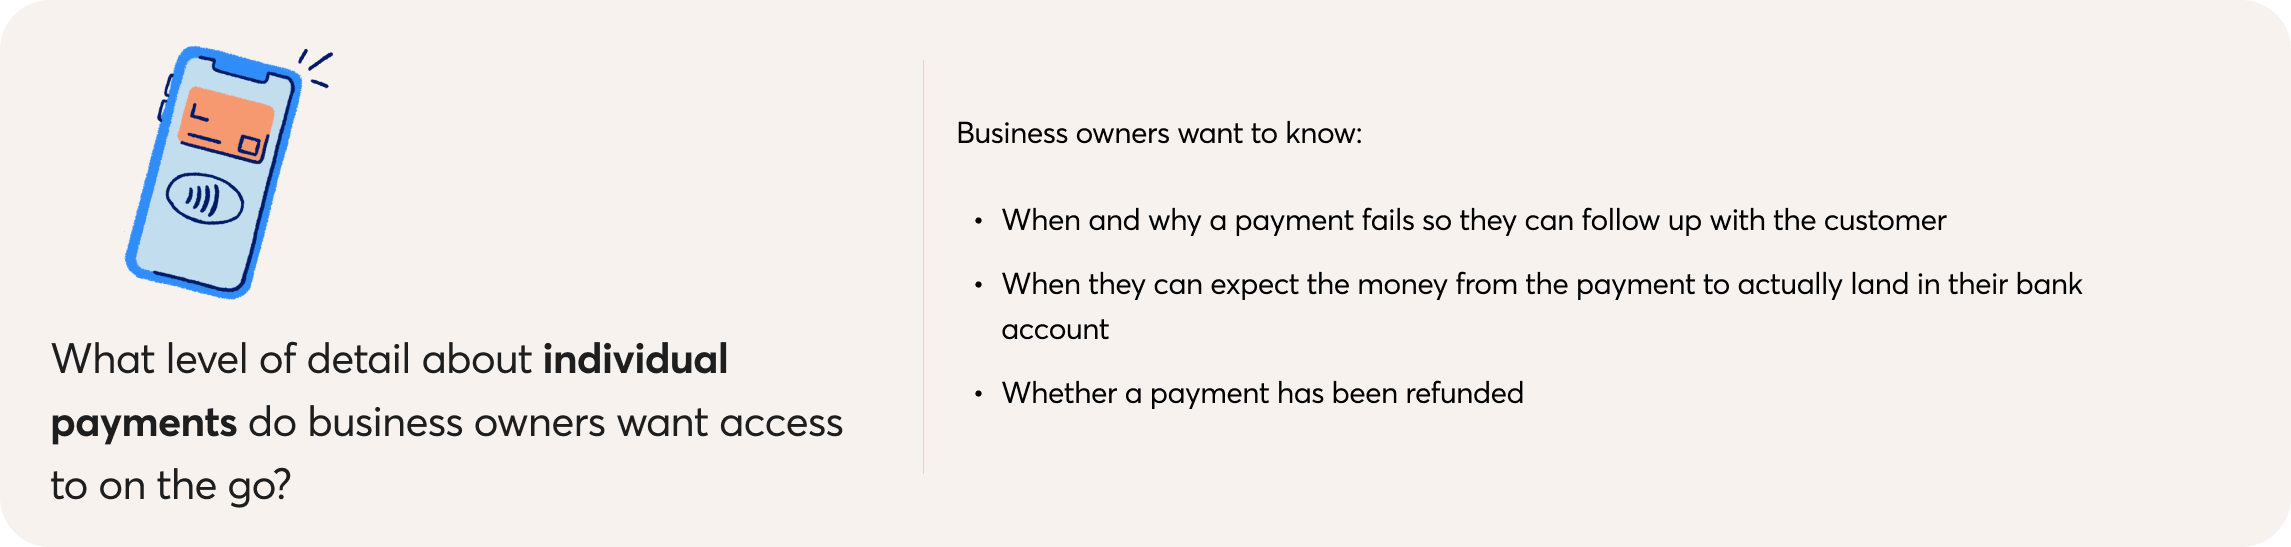 What level of detail about individual
payments do business owners want access
to on the go?
Business owners want to know:
• When and why a payment fails so they can follow up with the customer
• When they can expect the money from the payment to actually land in their bank
account
• Whether a payment has been refunded